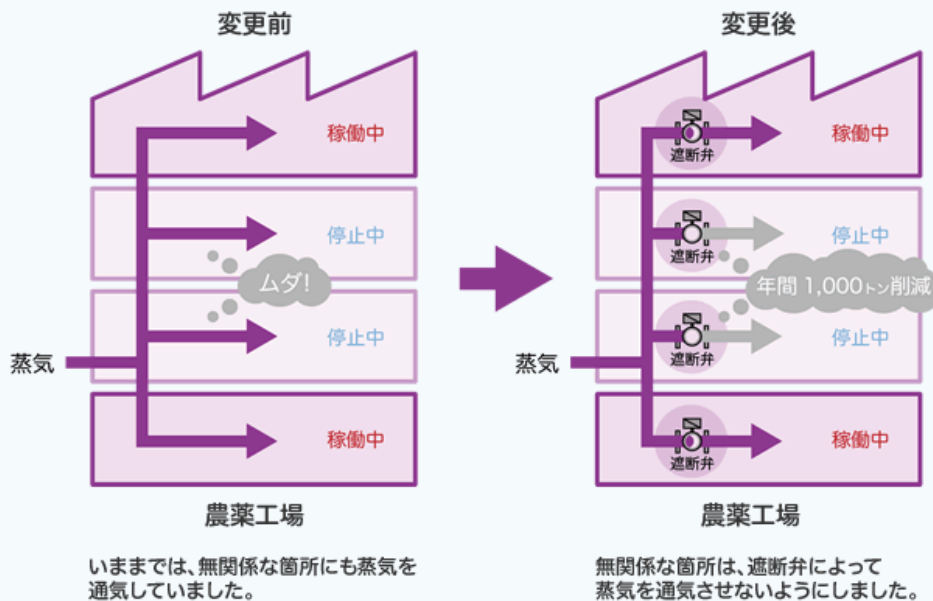 変更前
稼働中
停止中
ムダ!
停止中
蒸気
稼働中
農薬工場
いままでは、無関係な箇所にも蒸気を
通気していました。
変更後
遮断弁
稼働中
遮断弁
停止中
年間 1,000トン削減
遮断弁
停止中
蒸気
遮断弁
稼働中
農薬工場
無関係な箇所は、遮断弁によって
蒸気を通気させないようにしました。